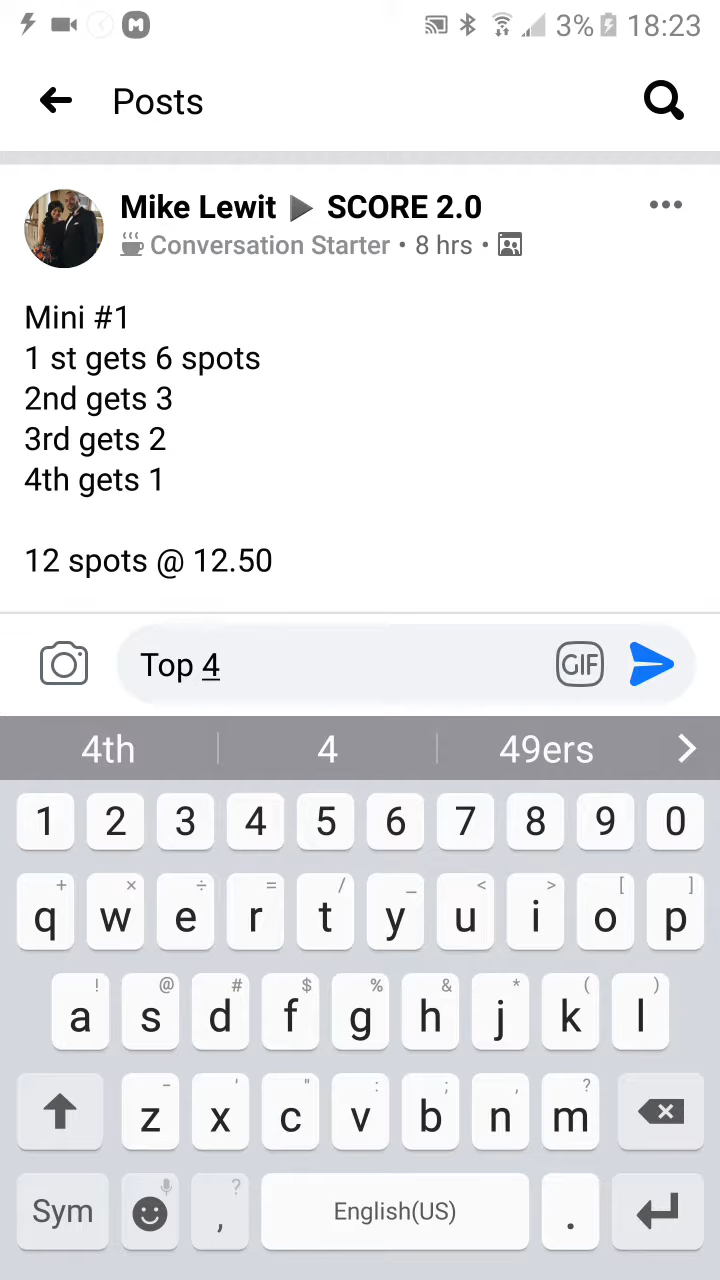 3% 18:23
Posts
Mike Lewit ▶ SCORE 2.0
Conversation Starter • 8 hrs •
Mini #1
1 st gets 6 spots
2nd gets 3
3rd gets 2
4th gets 1
12 spots @ 12.50
Top 4 GIF
4th 4 49ers
1 2 3 4 5 6 7 8 9 0
+ × ÷ = / _ < > [ ]
q w e r t y u i o p
! @ # $ % & * ( )
a s d f g h j k l
- ' " : ; , ?
z x c v b n m
?
Sym , English(US) .